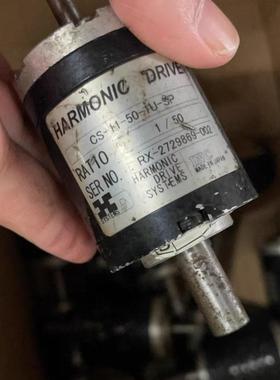 HARMONIC DRIVE
CS-14-50-1U-SP
RATIO 1/50
SER NO. RX-2729869-002
HARMONIC
DRIVE
SYSTEMS
MADE IN JAPAN